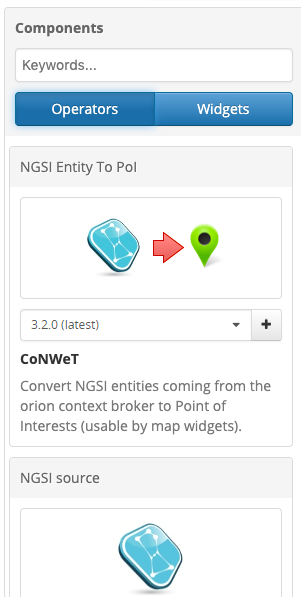 Components
Keywords...
Operators Widgets
NGSI Entity To PoI
3.2.0 (latest)
CoNWeT
Convert NGSI entities coming from the
orion context broker to Point of
Interests (usable by map widgets).
NGSI source